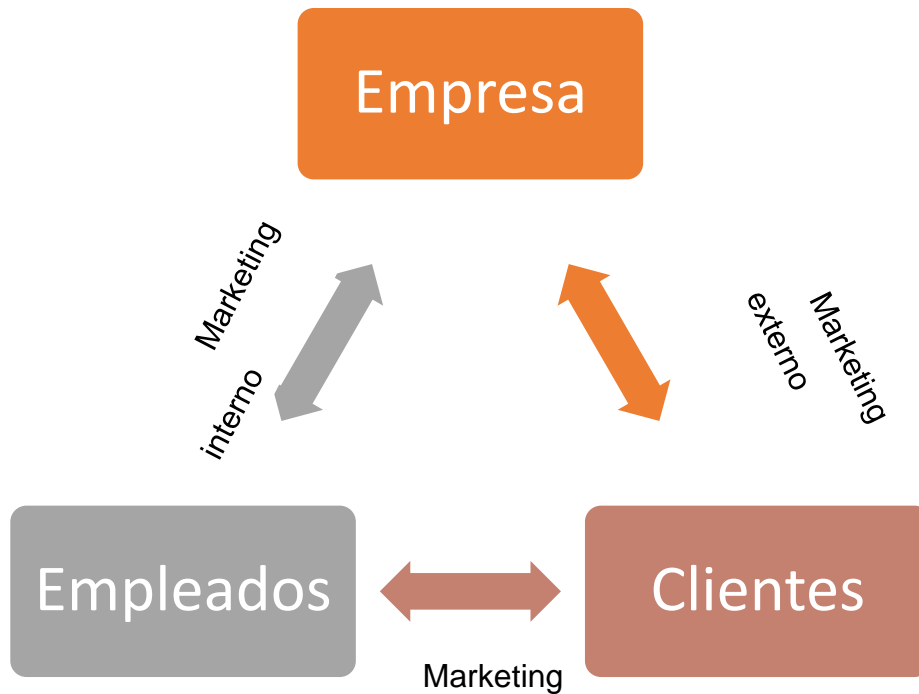 Empresa
Marketing
interno
Marketing
externo
Empleados
Clientes
Marketing